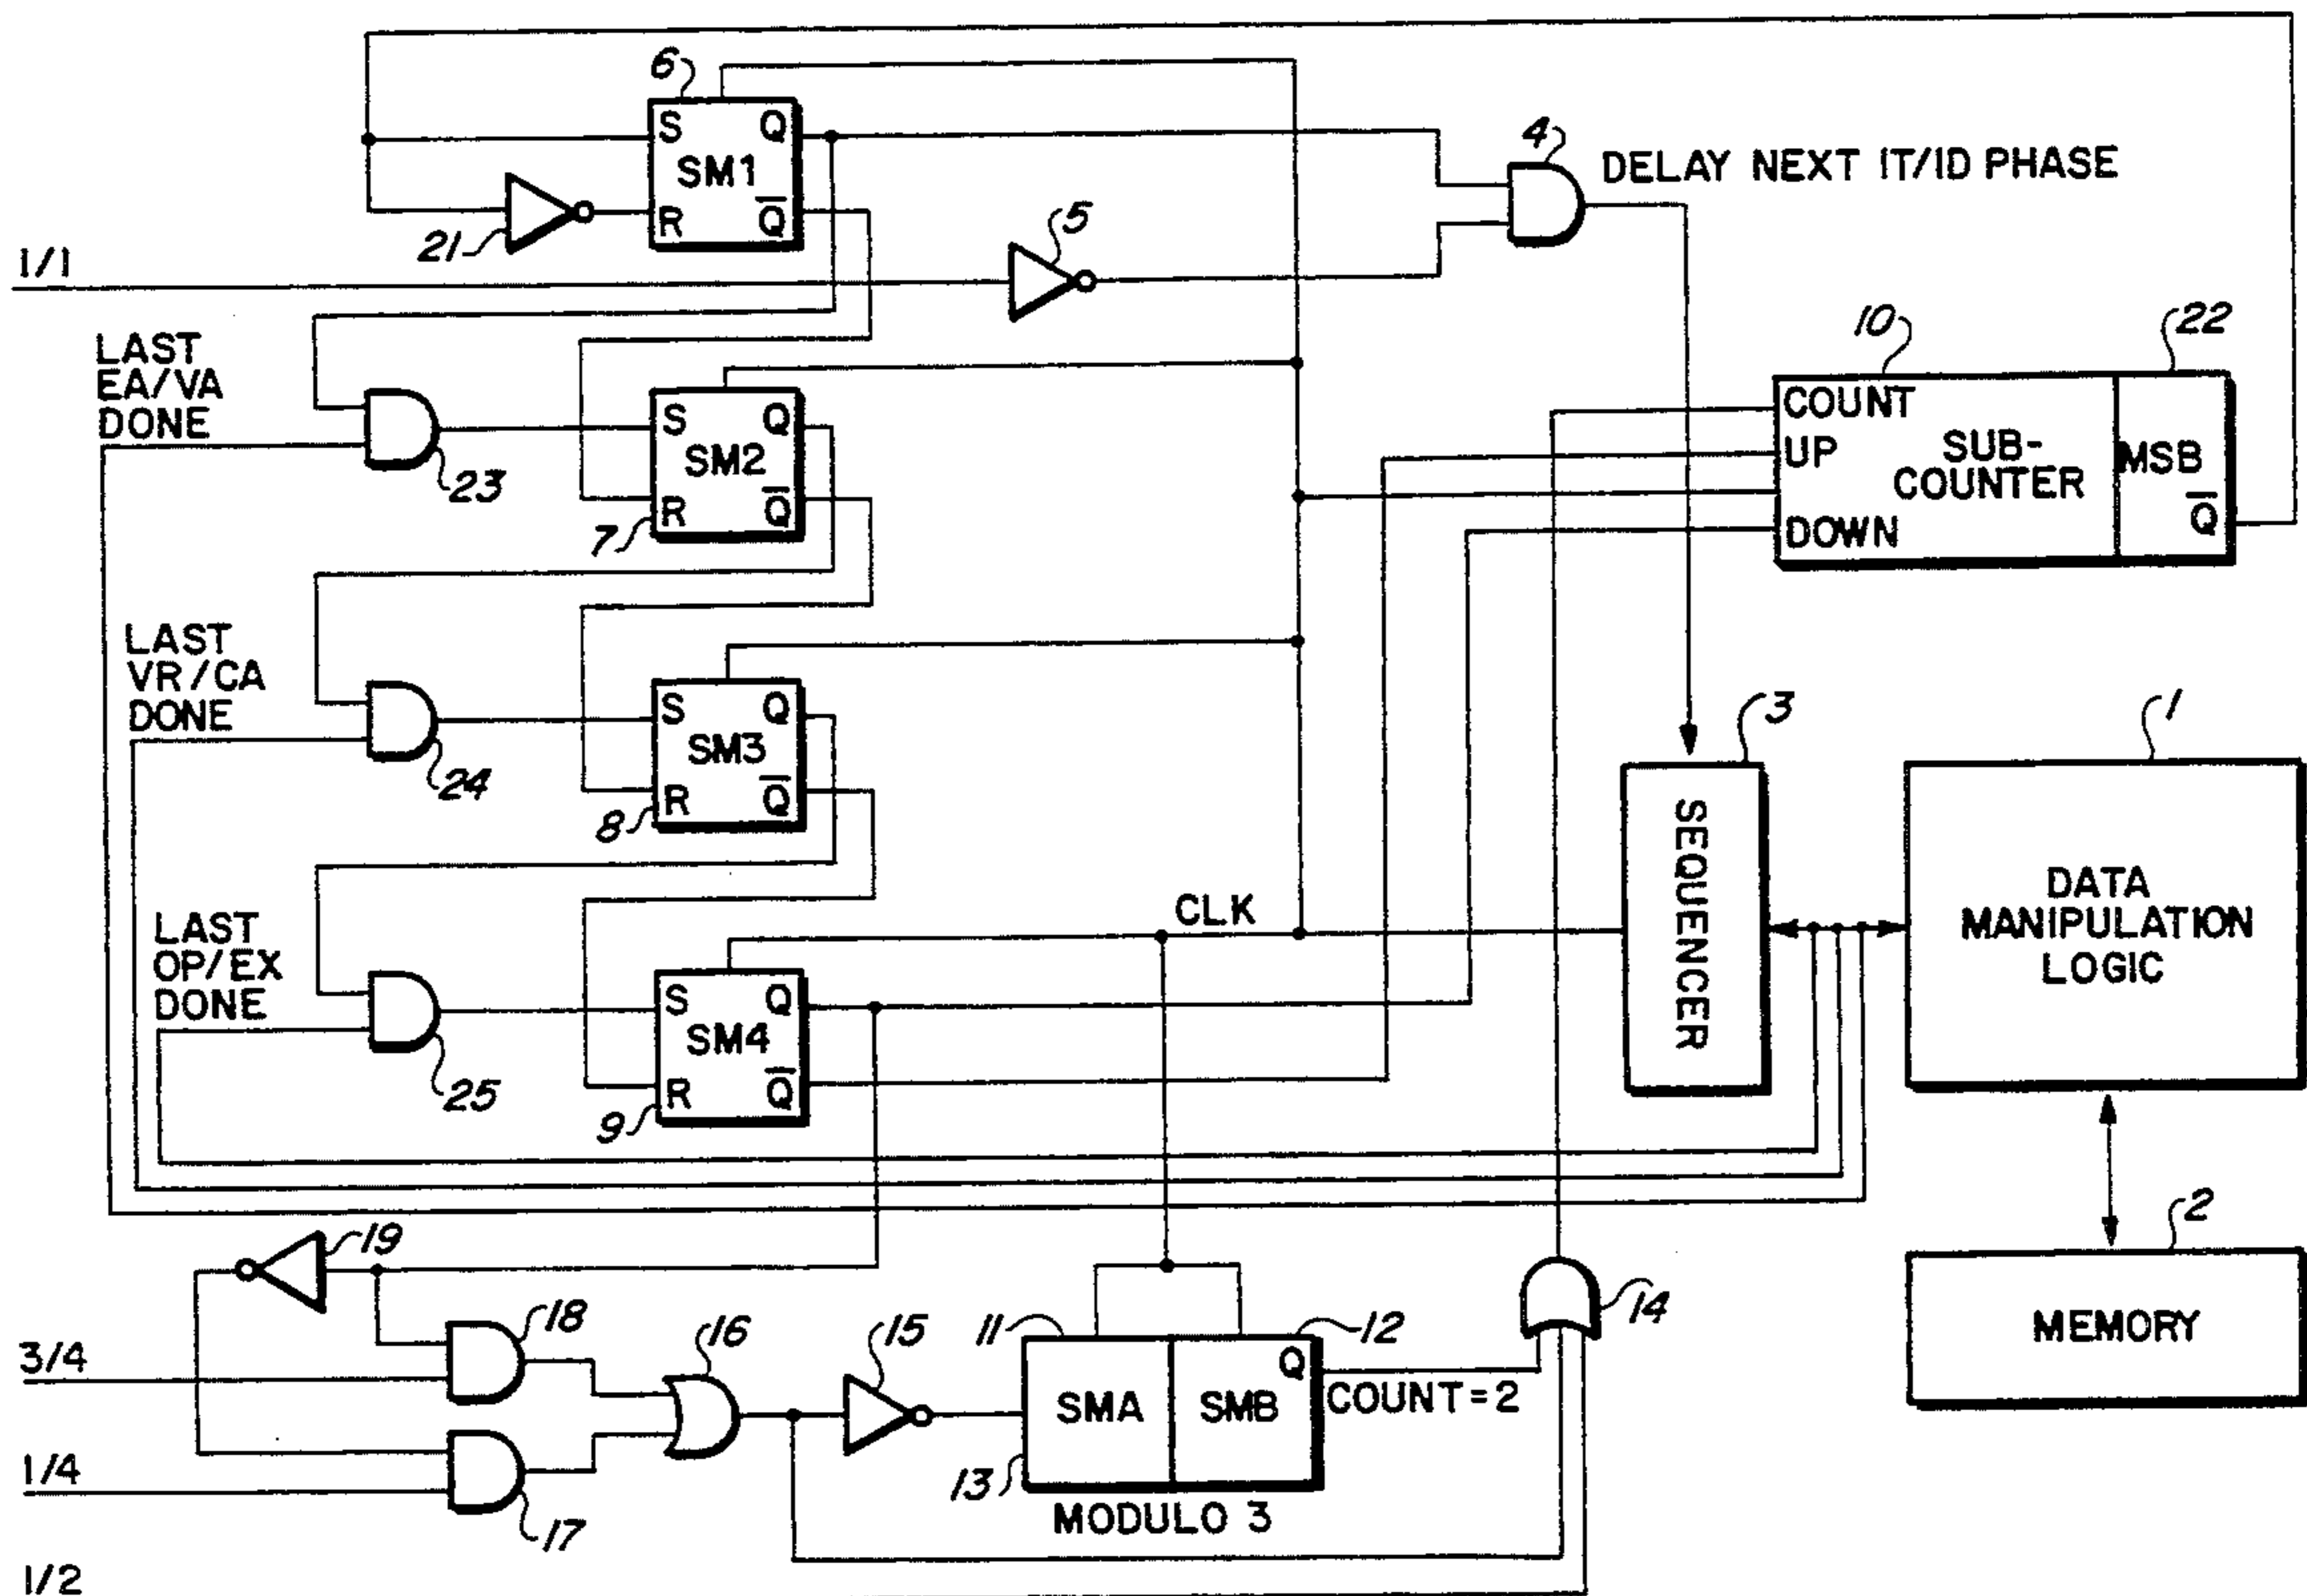 6
S
Q
SM1
R
Q̅
21
1/1
5
4
DELAY NEXT IT/ID PHASE
LAST
EA/VA
DONE
23
S
Q
SM2
R
Q̅
7
10
22
COUNT
UP
SUB-
COUNTER
DOWN
MSB
Q̅
LAST
VR/CA
DONE
24
S
Q
SM3
R
Q̅
8
3
SEQUENCER
1
DATA
MANIPULATION
LOGIC
LAST
OP/EX
DONE
25
S
Q
SM4
R
Q̅
9
CLK
2
MEMORY
19
18
3/4
1/4
17
16
15
11
12
SMA
SMB
Q
13
COUNT=2
MODULO 3
14
1/2